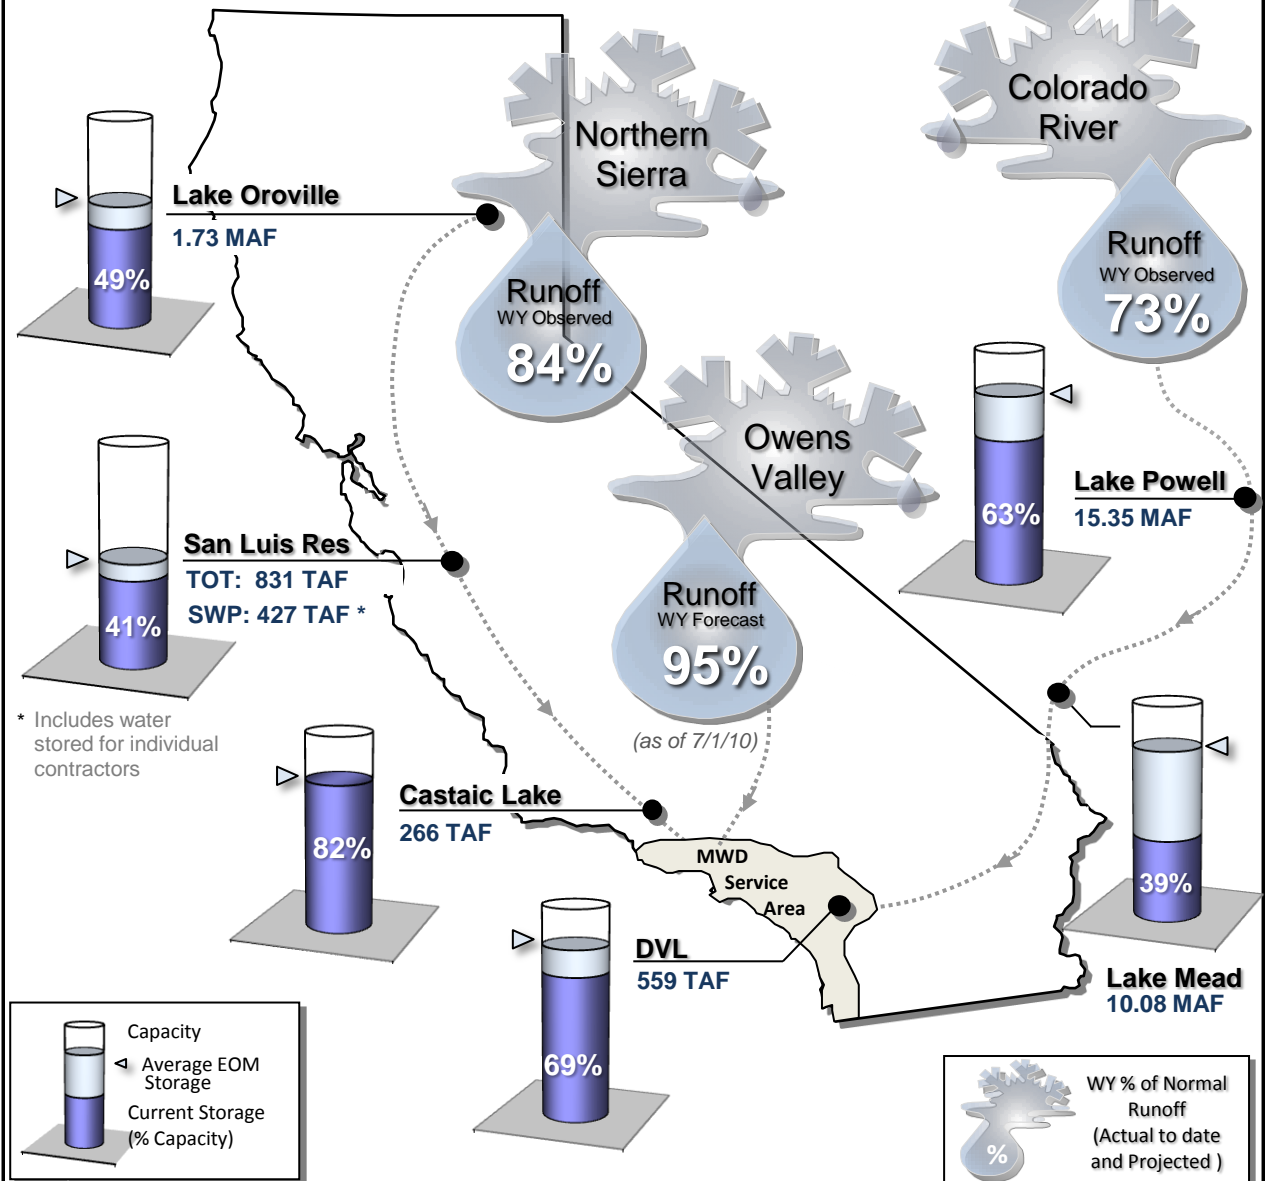 Northern
Sierra
Runoff
WY Observed
84%
Colorado
River
Runoff
WY Observed
73%
Lake Oroville
1.73 MAF
49%
Owens
Valley
Runoff
WY Forecast
95%
(as of 7/1/10)
Lake Powell
15.35 MAF
63%
San Luis Res
TOT: 831 TAF
SWP: 427 TAF *
41%
* Includes water
stored for individual
contractors
Castaic Lake
266 TAF
82%
MWD
Service
Area
39%
Lake Mead
10.08 MAF
DVL
559 TAF
69%
Capacity
Average EOM
Storage
Current Storage
(% Capacity)
WY % of Normal
Runoff
(Actual to date
and Projected )
%